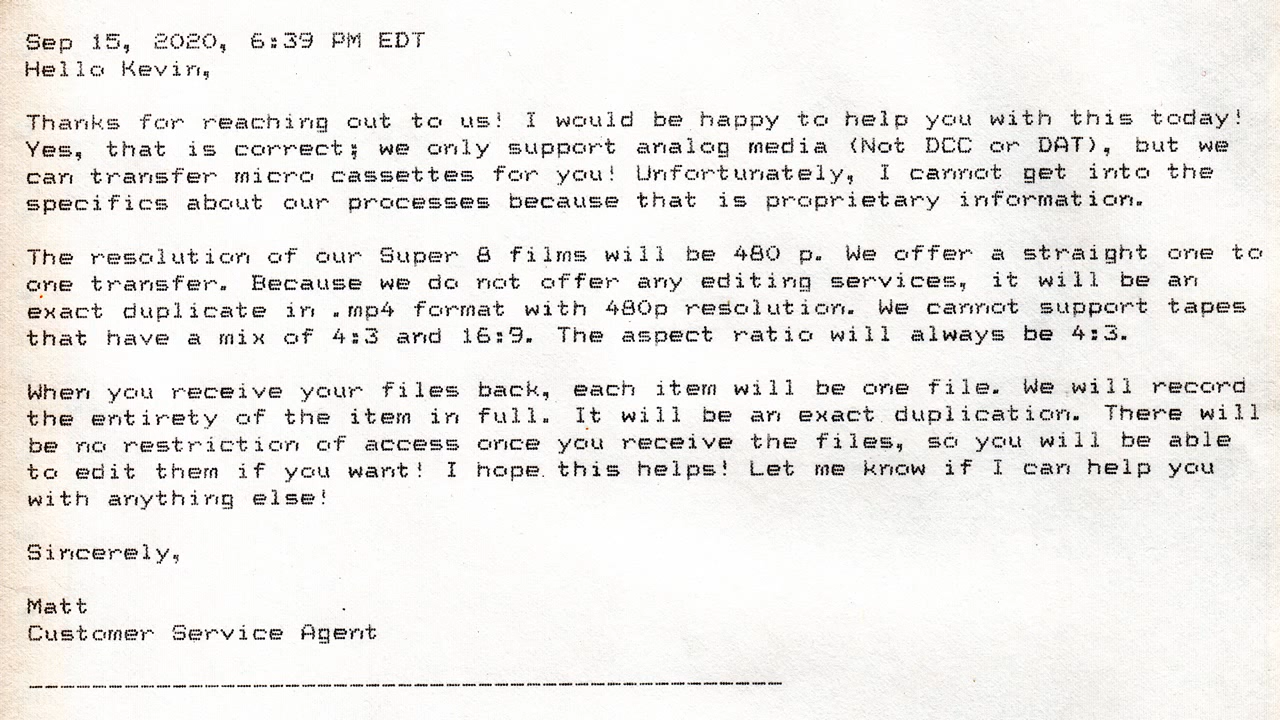 Sep 15, 2020, 6:39 PM EDT
Hello Kevin,
Thanks for reaching out to us! I would be happy to help you with this today!
Yes, that is correct; we only support analog media (Not DCC or DAT), but we
can transfer micro cassettes for you! Unfortunately, I cannot get into the
specifics about our processes because that is proprietary information.
The resolution of our Super 8 films will be 480 p. We offer a straight one to
one transfer. Because we do not offer any editing services, it will be an
exact duplicate in .mp4 format with 480p resolution. We cannot support tapes
that have a mix of 4:3 and 16:9. The aspect ratio will always be 4:3.
When you receive your files back, each item will be one file. We will record
the entirety of the item in full. It will be an exact duplication. There will
be no restriction of access once you receive the files, so you will be able
to edit them if you want! I hope this helps! Let me know if I can help you
with anything else!
Sincerely,
Matt
Customer Service Agent